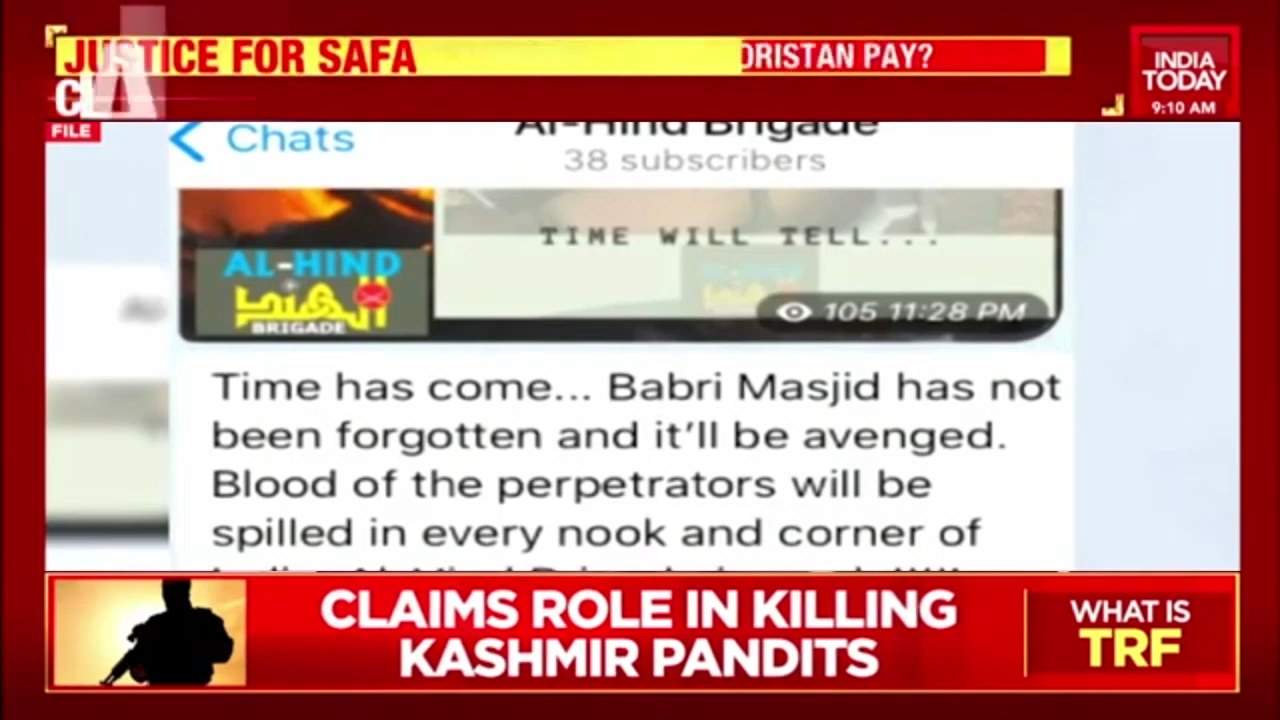 JUSTICE FOR SAFA
ORISTAN PAY?
INDIA
TODAY
9:10 AM
FILE
Chats
Al-Hind Brigade
38 subscribers
TIME WILL TELL...
AL-HIND
الهند
BRIGADE
105 11:28 PM
Time has come... Babri Masjid has not
been forgotten and it'll be avenged.
Blood of the perpetrators will be
spilled in every nook and corner of
CLAIMS ROLE IN KILLING
KASHMIR PANDITS
WHAT IS
TRF